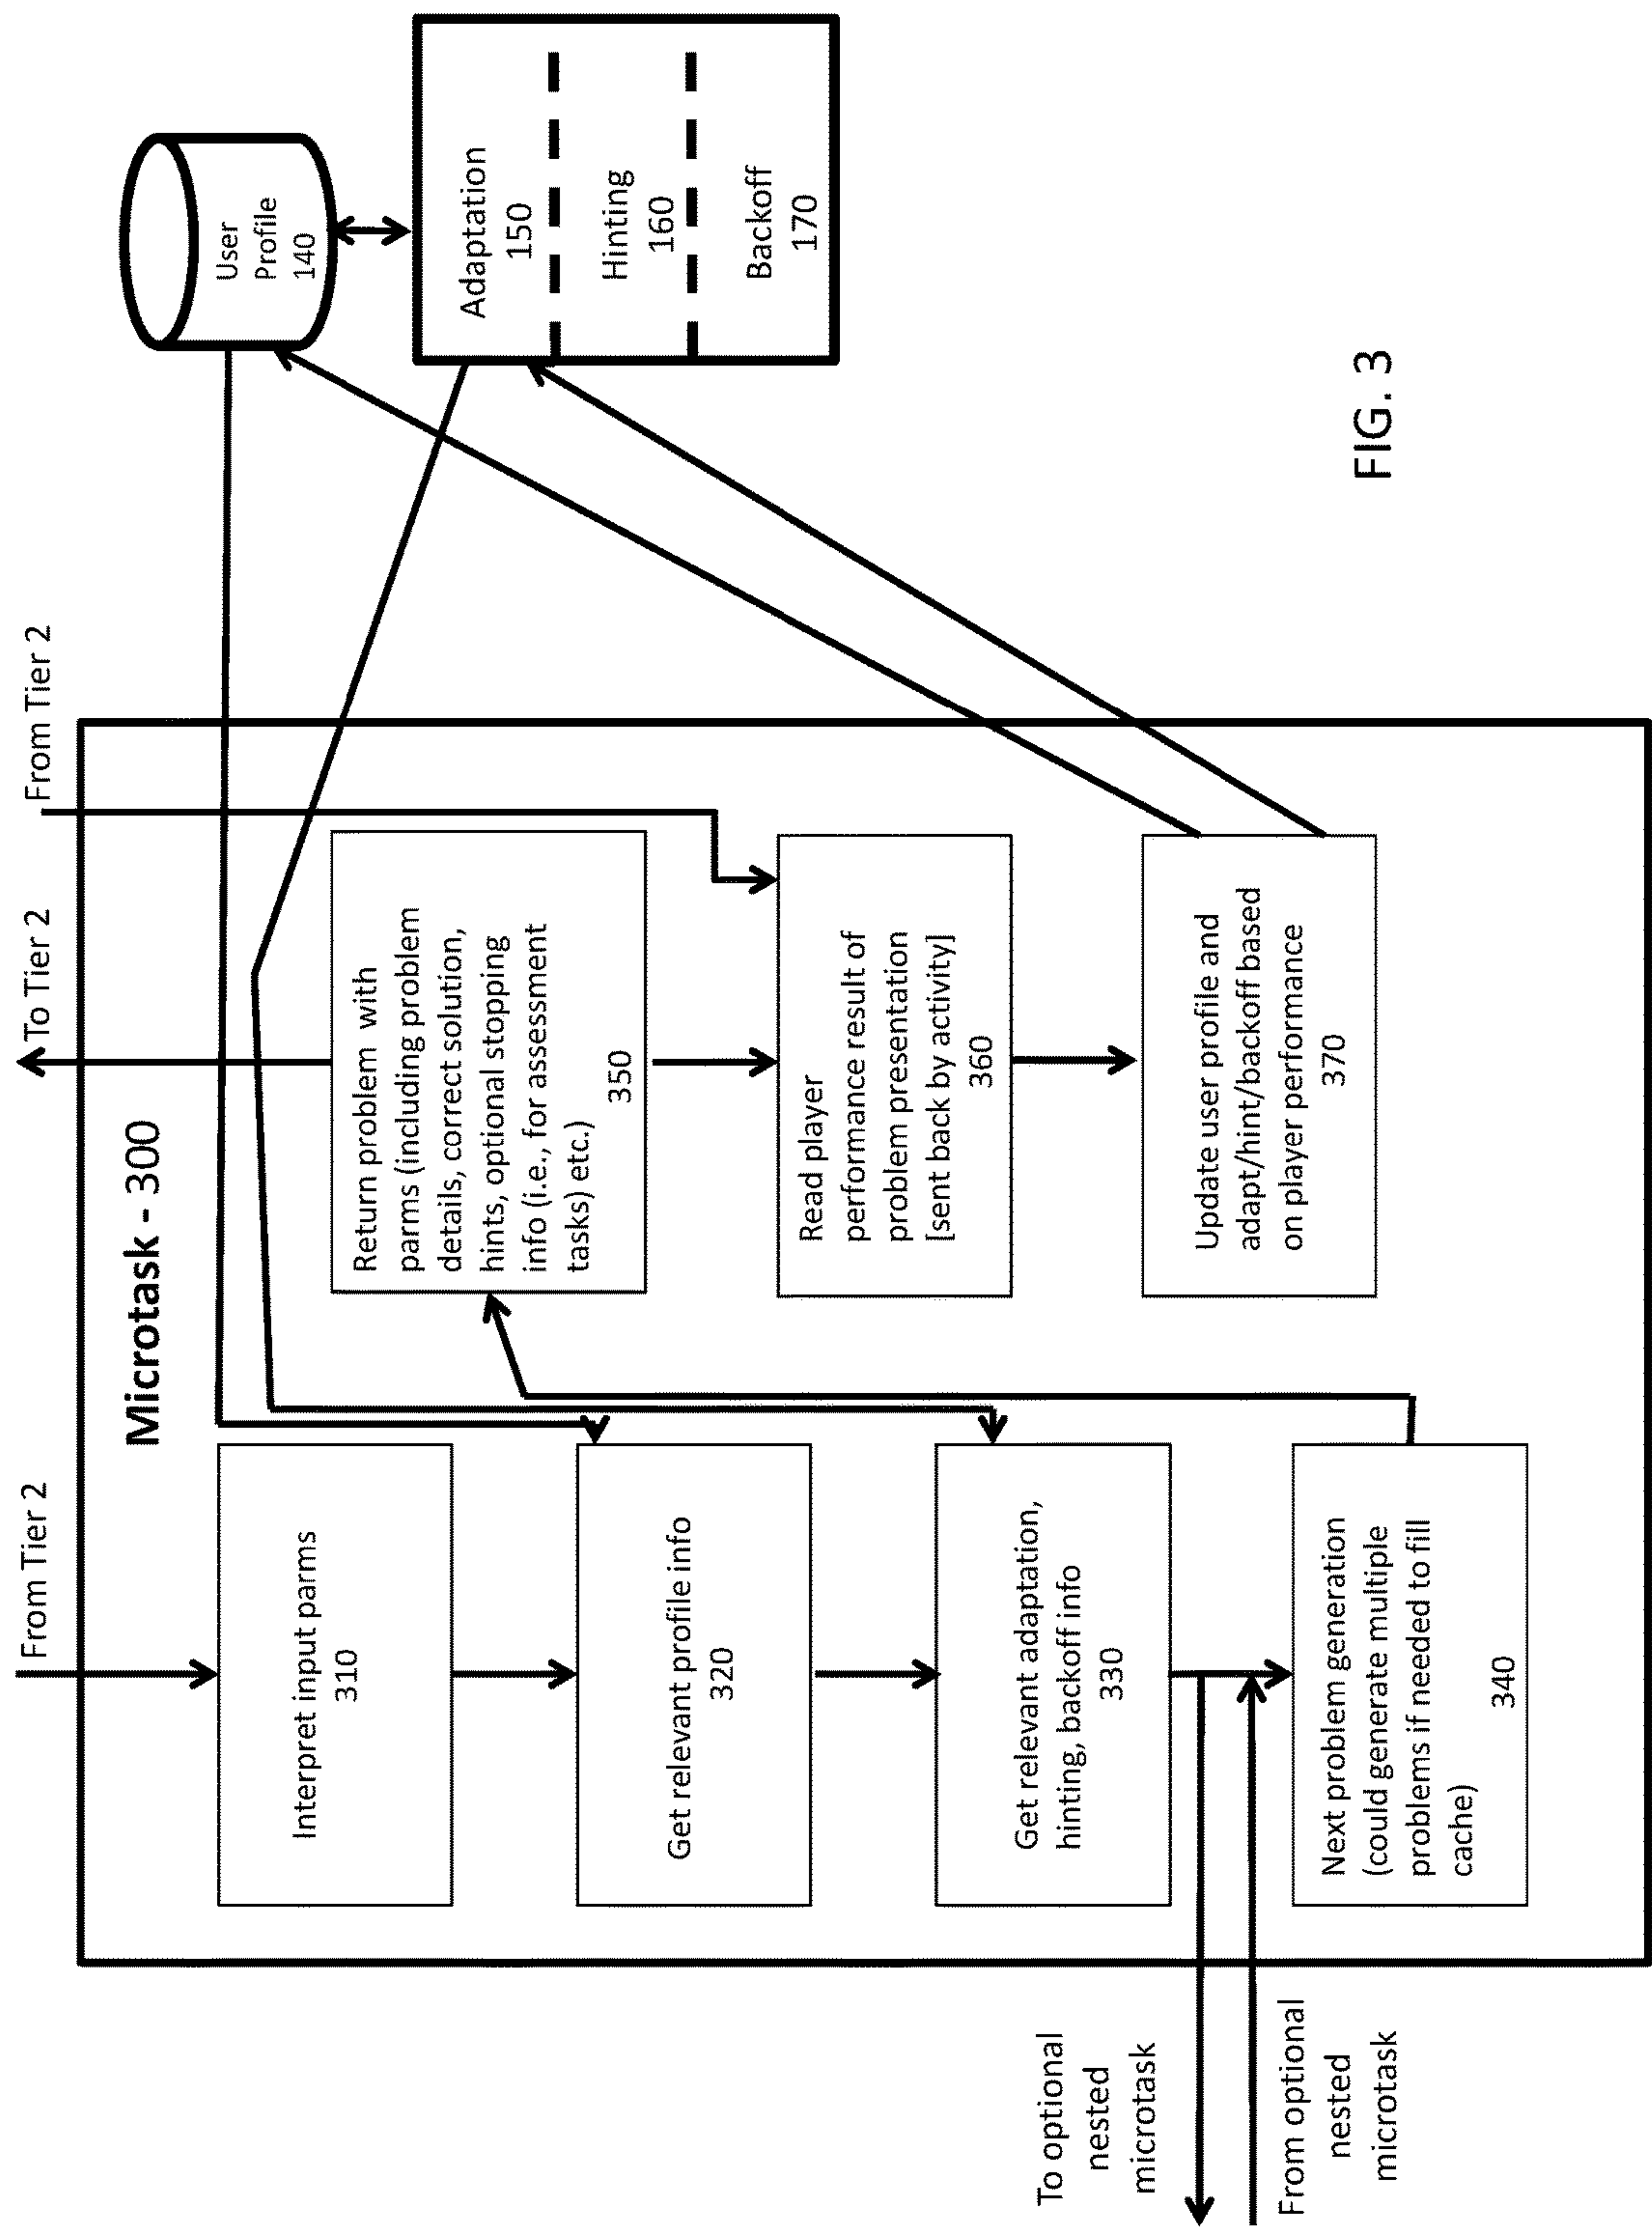 From Tier 2
To Tier 2
From Tier 2
Microtask - 300
Interpret input parms
310
Get relevant profile info
320
Get relevant adaptation,
hinting, backoff info
330
Next problem generation
(could generate multiple
problems if needed to fill
cache)
340
To optional
nested
microtask
From optional
nested
microtask
Return problem with
parms (including problem
details, correct solution,
hints, optional stopping
info (i.e., for assessment
tasks) etc.)
350
Read player
performance result of
problem presentation
[sent back by activity]
360
Update user profile and
adapt/hint/backoff based
on player performance
370
User
Profile
140
Adaptation
150
Hinting
160
Backoff
170
FIG. 3